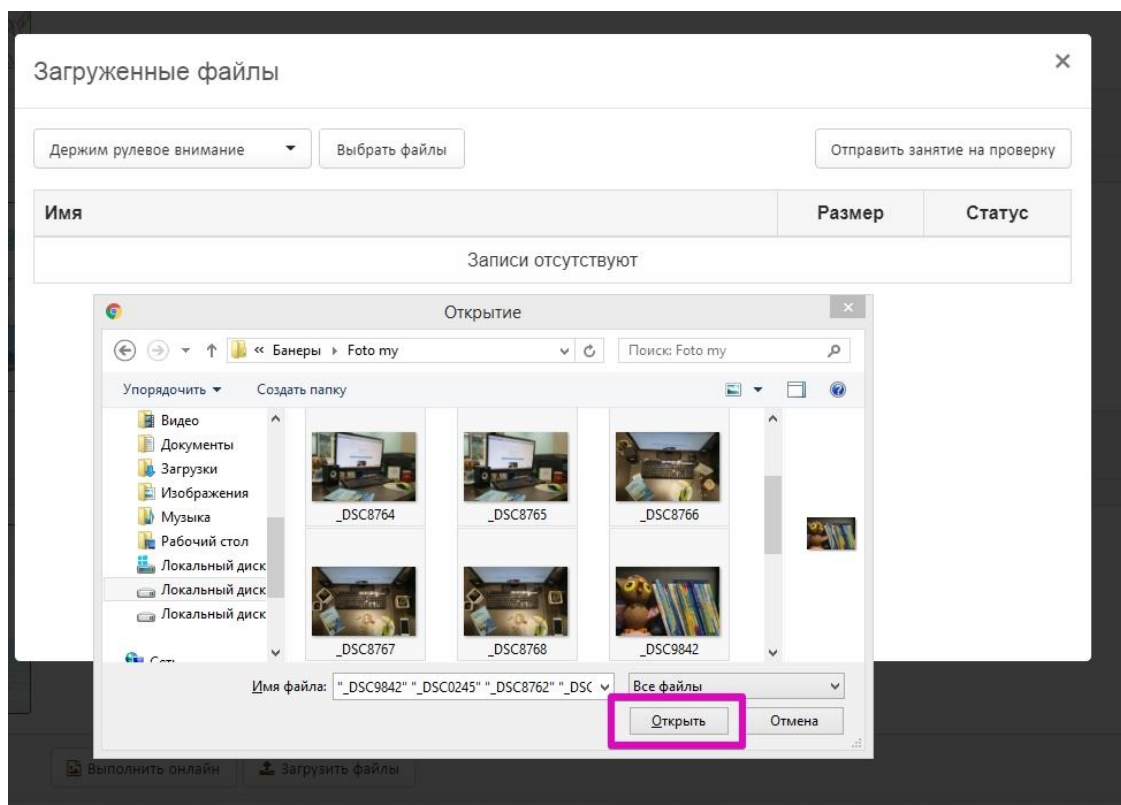 Загруженные файлы ×
Держим рулевое внимание Выбрать файлы Отправить занятие на проверку
Имя Размер Статус
Записи отсутствуют
Открытие
« Банеры Foto my Поиск: Foto my
Упорядочить Создать папку
Видео
Документы
Загрузки
Изображения
Музыка
Рабочий стол
Локальный диск
Локальный диск
Локальный диск
_DSC8764 _DSC8765 _DSC8766
_DSC8767 _DSC8768 _DSC9842
Имя файла: "_DSC9842" "_DSC0245" "_DSC8762" "_DSC Все файлы
Открыть Отмена
Выполнить онлайн Загрузить файлы